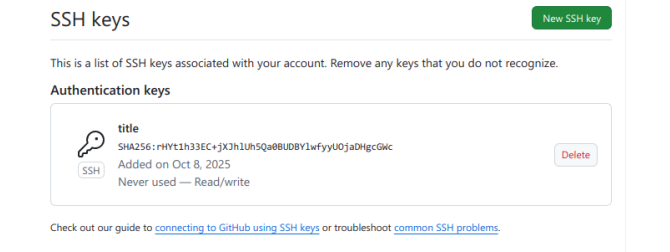 SSH keys
New SSH key
This is a list of SSH keys associated with your account. Remove any keys that you do not recognize.
Authentication keys
title
SHA256:rHYt1h33EC+jXJhlUh5Qa0BUDBYlwfyyUOjaDHgcGWc
Added on Oct 8, 2025
Never used — Read/write
SSH
Delete
Check out our guide to connecting to GitHub using SSH keys or troubleshoot common SSH problems.